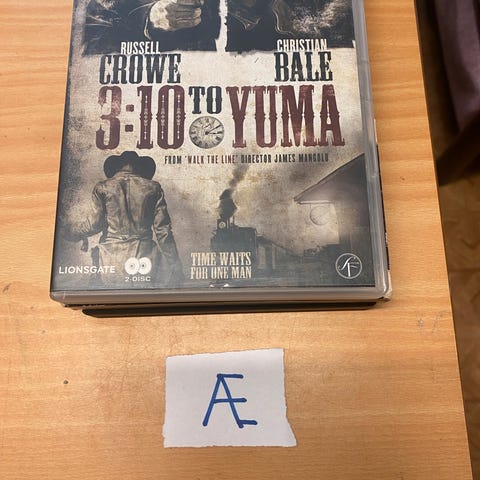 RUSSELL CROWE
CHRISTIAN BALE
3:10 TO YUMA
FROM 'WALK THE LINE' DIRECTOR JAMES MANGOLD
TIME WAITS
FOR ONE MAN
LIONSGATE
2-DISC
Æ